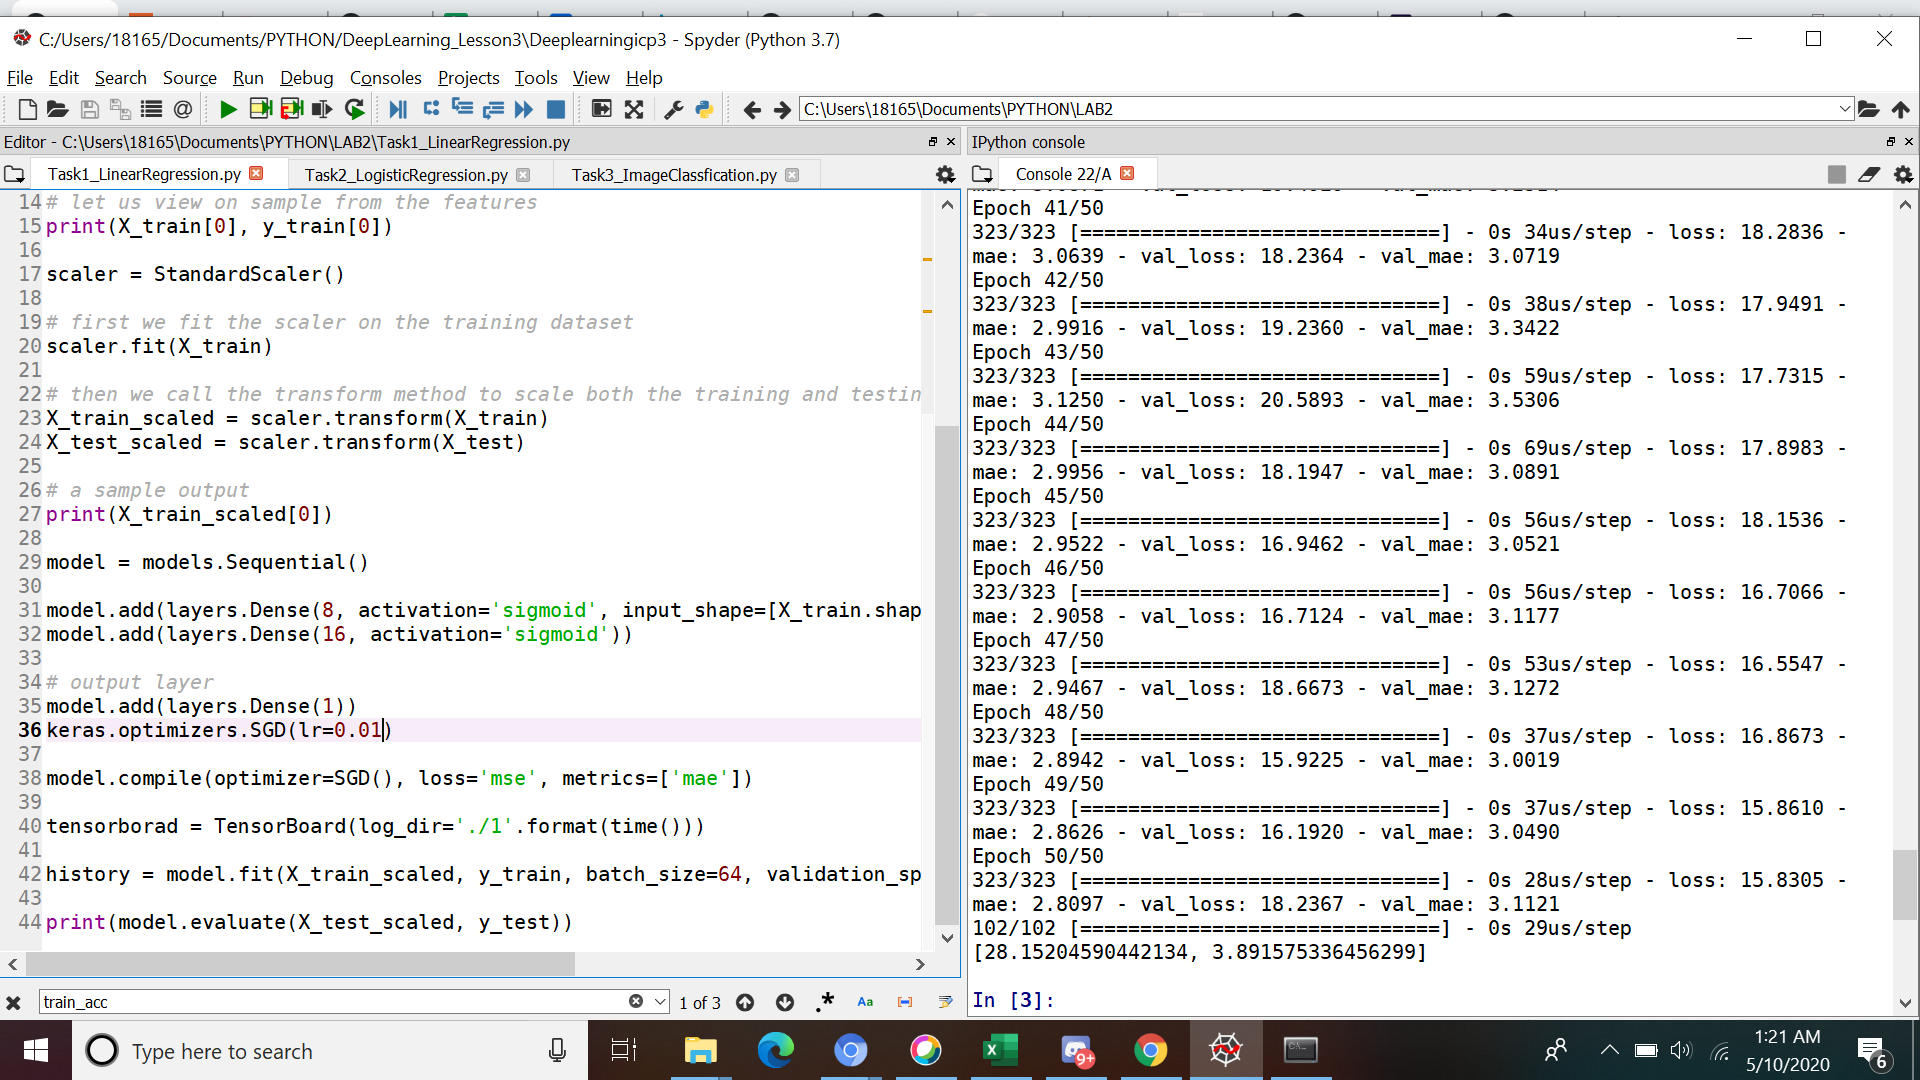 C:/Users/18165/Documents/PYTHON/DeepLearning_Lesson3\Deeplearningicp3 - Spyder (Python 3.7)
File Edit Search Source Run Debug Consoles Projects Tools View Help
C:\Users\18165\Documents\PYTHON\LAB2
Editor - C:\Users\18165\Documents\PYTHON\LAB2\Task1_LinearRegression.py
Task1_LinearRegression.py Task2_LogisticRegression.py Task3_ImageClassfication.py
14 # let us view on sample from the features
15 print(X_train[0], y_train[0])
16
17 scaler = StandardScaler()
18
19 # first we fit the scaler on the training dataset
20 scaler.fit(X_train)
21
22 # then we call the transform method to scale both the training and testin
23 X_train_scaled = scaler.transform(X_train)
24 X_test_scaled = scaler.transform(X_test)
25
26 # a sample output
27 print(X_train_scaled[0])
28
29 model = models.Sequential()
30
31 model.add(layers.Dense(8, activation='sigmoid', input_shape=[X_train.shap
32 model.add(layers.Dense(16, activation='sigmoid'))
33
34 # output layer
35 model.add(layers.Dense(1))
36 keras.optimizers.SGD(lr=0.01)
37
38 model.compile(optimizer=SGD(), loss='mse', metrics=['mae'])
39
40 tensorborad = TensorBoard(log_dir='./1'.format(time()))
41
42 history = model.fit(X_train_scaled, y_train, batch_size=64, validation_sp
43
44 print(model.evaluate(X_test_scaled, y_test))
train_acc 1 of 3 .* Aa
IPython console
Console 22/A
Epoch 41/50
323/323 [==============================] - 0s 34us/step - loss: 18.2836 -
mae: 3.0639 - val_loss: 18.2364 - val_mae: 3.0719
Epoch 42/50
323/323 [==============================] - 0s 38us/step - loss: 17.9491 -
mae: 2.9916 - val_loss: 19.2360 - val_mae: 3.3422
Epoch 43/50
323/323 [==============================] - 0s 59us/step - loss: 17.7315 -
mae: 3.1250 - val_loss: 20.5893 - val_mae: 3.5306
Epoch 44/50
323/323 [==============================] - 0s 69us/step - loss: 17.8983 -
mae: 2.9956 - val_loss: 18.1947 - val_mae: 3.0891
Epoch 45/50
323/323 [==============================] - 0s 56us/step - loss: 18.1536 -
mae: 2.9522 - val_loss: 16.9462 - val_mae: 3.0521
Epoch 46/50
323/323 [==============================] - 0s 56us/step - loss: 16.7066 -
mae: 2.9058 - val_loss: 16.7124 - val_mae: 3.1177
Epoch 47/50
323/323 [==============================] - 0s 53us/step - loss: 16.5547 -
mae: 2.9467 - val_loss: 18.6673 - val_mae: 3.1272
Epoch 48/50
323/323 [==============================] - 0s 37us/step - loss: 16.8673 -
mae: 2.8942 - val_loss: 15.9225 - val_mae: 3.0019
Epoch 49/50
323/323 [==============================] - 0s 37us/step - loss: 15.8610 -
mae: 2.8626 - val_loss: 16.1920 - val_mae: 3.0490
Epoch 50/50
323/323 [==============================] - 0s 28us/step - loss: 15.8305 -
mae: 2.8097 - val_loss: 18.2367 - val_mae: 3.1121
102/102 [==============================] - 0s 29us/step
[28.15204590442134, 3.891575336456299]
In [3]:
Type here to search
9+
1:21 AM
5/10/2020
6